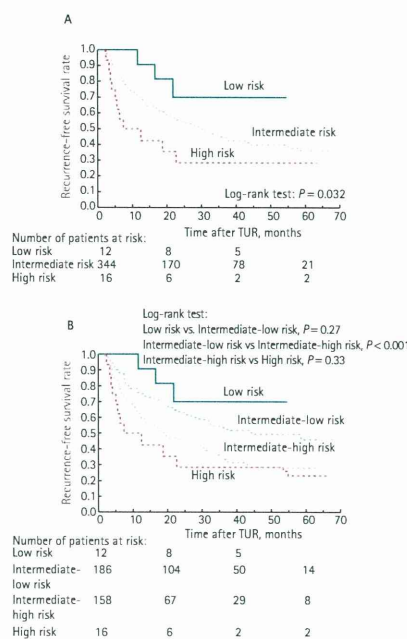 A
Recurrence-free survival rate
1.0
0.9
0.8
0.7
0.6
0.5
0.4
0.3
0.2
0.1
0.0
Low risk
Intermediate risk
High risk
Log-rank test: P = 0.032
0 10 20 30 40 50 60 70
Time after TUR, months
Number of patients at risk:
Low risk 12 8 5
Intermediate risk 344 170 78 21
High risk 16 6 2 2
Log-rank test:
B
Low risk vs. Intermediate-low risk, P = 0.27
Intermediate-low risk vs Intermediate-high risk, P < 0.001
Intermediate-high risk vs High risk, P = 0.33
Recurrence-free survival rate
1.0
0.9
0.8
0.7
0.6
0.5
0.4
0.3
0.2
0.1
0.0
Low risk
Intermediate-low risk
Intermediate-high risk
High risk
0 10 20 30 40 50 60 70
Time after TUR, months
Number of patients at risk:
Low risk 12 8 5
Intermediate- 186 104 50 14
low risk
Intermediate- 158 67 29 8
high risk
High risk 16 6 2 2